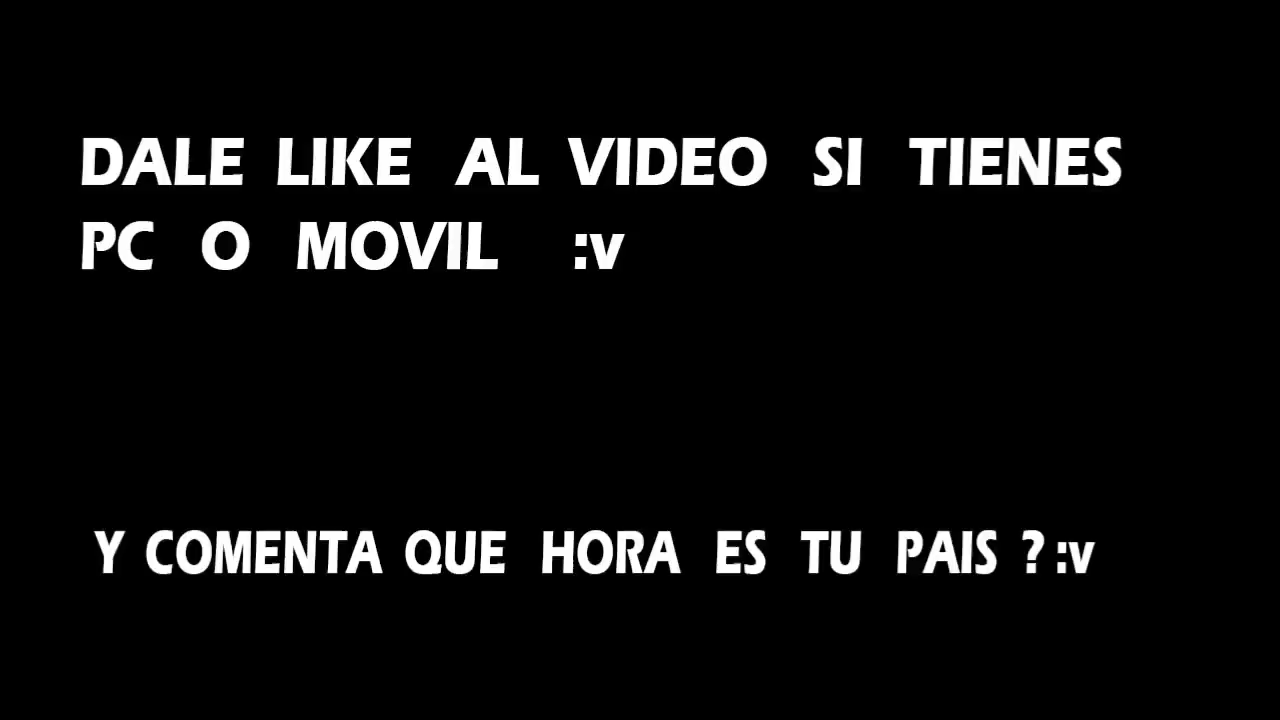 DALE LIKE AL VIDEO SI TIENES
PC O MOVIL :v
Y COMENTA QUE HORA ES TU PAIS ? :v